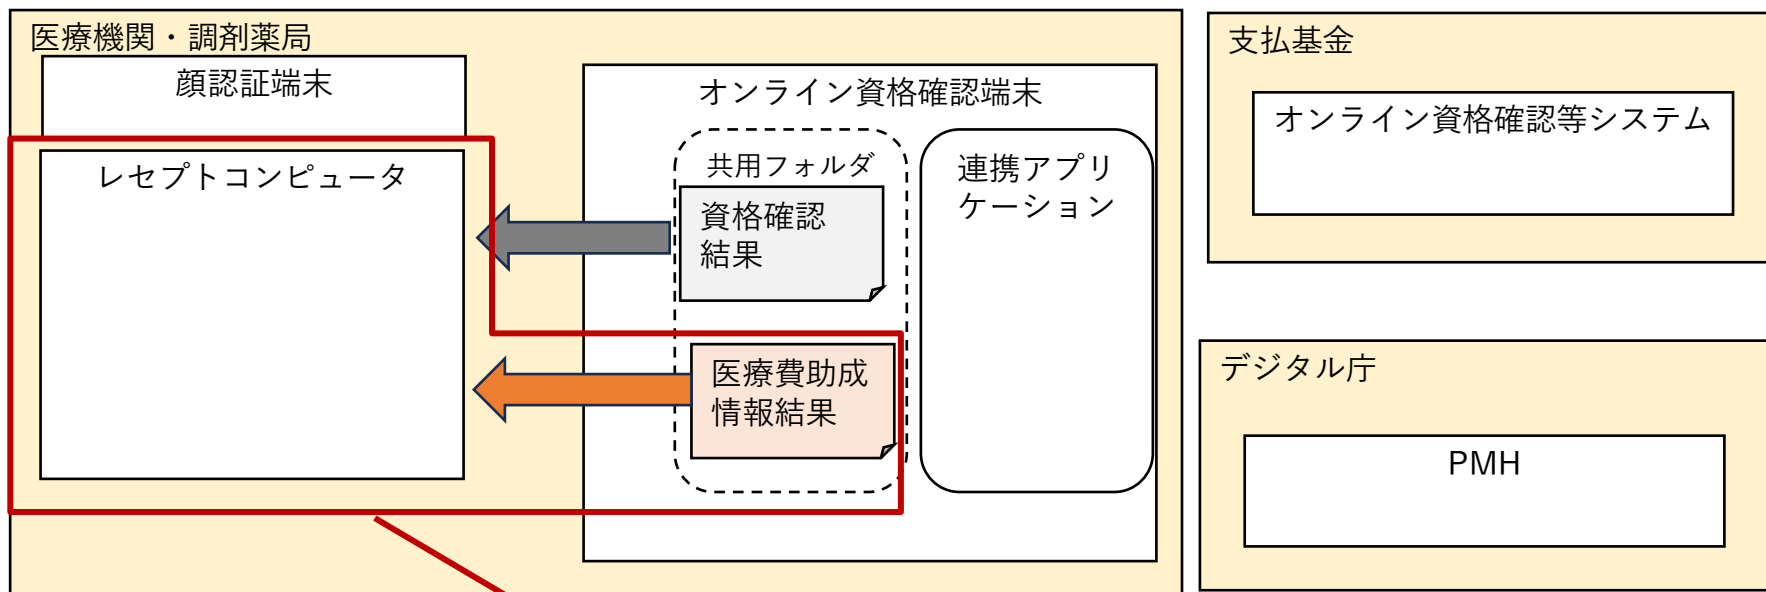 医療機関・調剤薬局
顔認証端末
レセプトコンピュータ
オンライン資格確認端末
共用フォルダ
資格確認
結果
医療費助成
情報結果
連携アプリ
ケーション
支払基金
オンライン資格確認等システム
デジタル庁
PMH